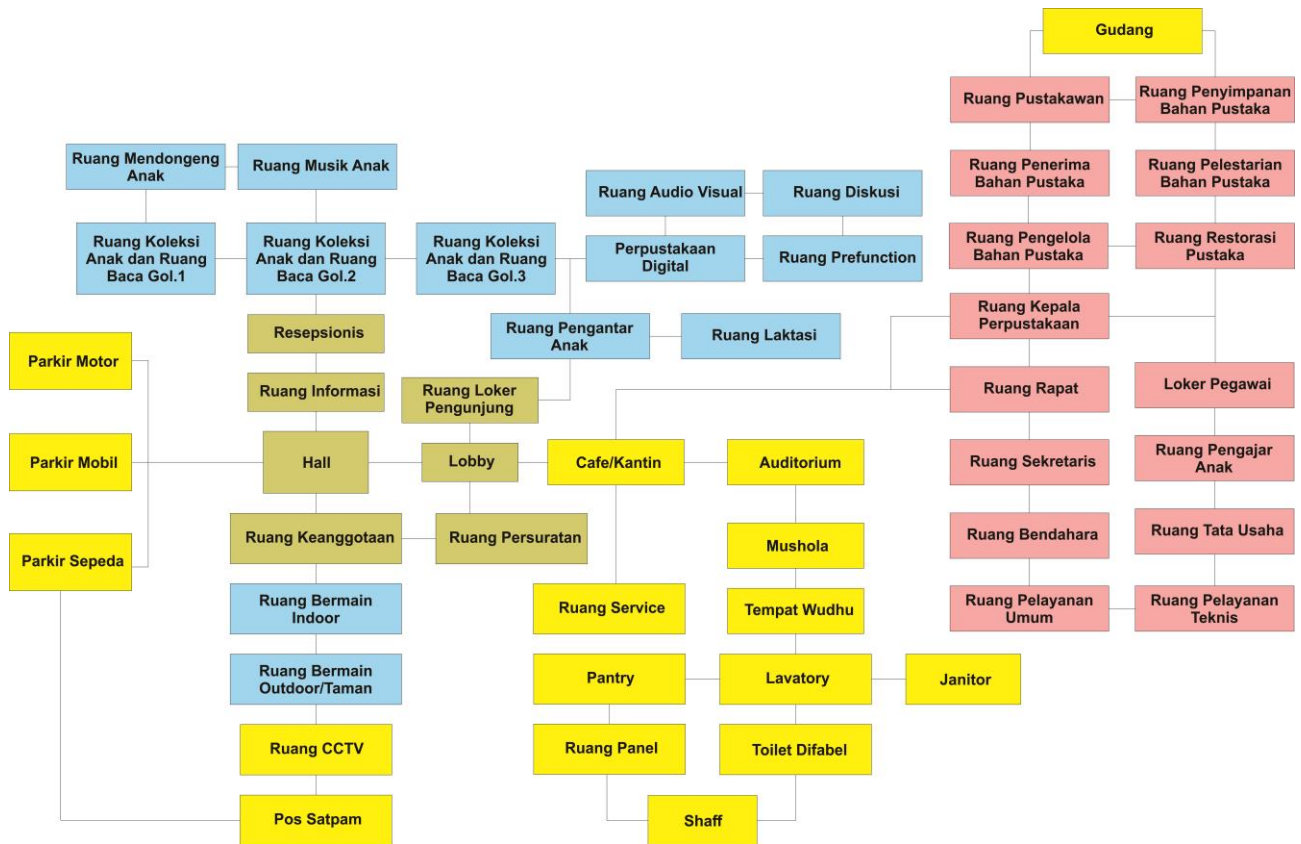 Gudang
Ruang Pustakawan
Ruang Penyimpanan
Bahan Pustaka
Ruang Mendongeng
Anak
Ruang Musik Anak
Ruang Penerima
Bahan Pustaka
Ruang Pelestarian
Bahan Pustaka
Ruang Audio Visual
Ruang Diskusi
Ruang Koleksi
Anak dan Ruang
Baca Gol.1
Ruang Koleksi
Anak dan Ruang
Baca Gol.2
Ruang Koleksi
Anak dan Ruang
Baca Gol.3
Perpustakaan
Digital
Ruang Prefunction
Ruang Pengelola
Bahan Pustaka
Ruang Restorasi
Pustaka
Resepsionis
Ruang Pengantar
Anak
Ruang Laktasi
Ruang Kepala
Perpustakaan
Parkir Motor
Ruang Informasi
Ruang Loker
Pengunjung
Ruang Rapat
Loker Pegawai
Parkir Mobil
Hall
Lobby
Cafe/Kantin
Auditorium
Ruang Sekretaris
Ruang Pengajar
Anak
Parkir Sepeda
Ruang Keanggotaan
Ruang Persuratan
Mushola
Ruang Bendahara
Ruang Tata Usaha
Ruang Bermain
Indoor
Ruang Service
Tempat Wudhu
Ruang Pelayanan
Umum
Ruang Pelayanan
Teknis
Ruang Bermain
Outdoor/Taman
Pantry
Lavatory
Janitor
Ruang CCTV
Ruang Panel
Toilet Difabel
Pos Satpam
Shaff